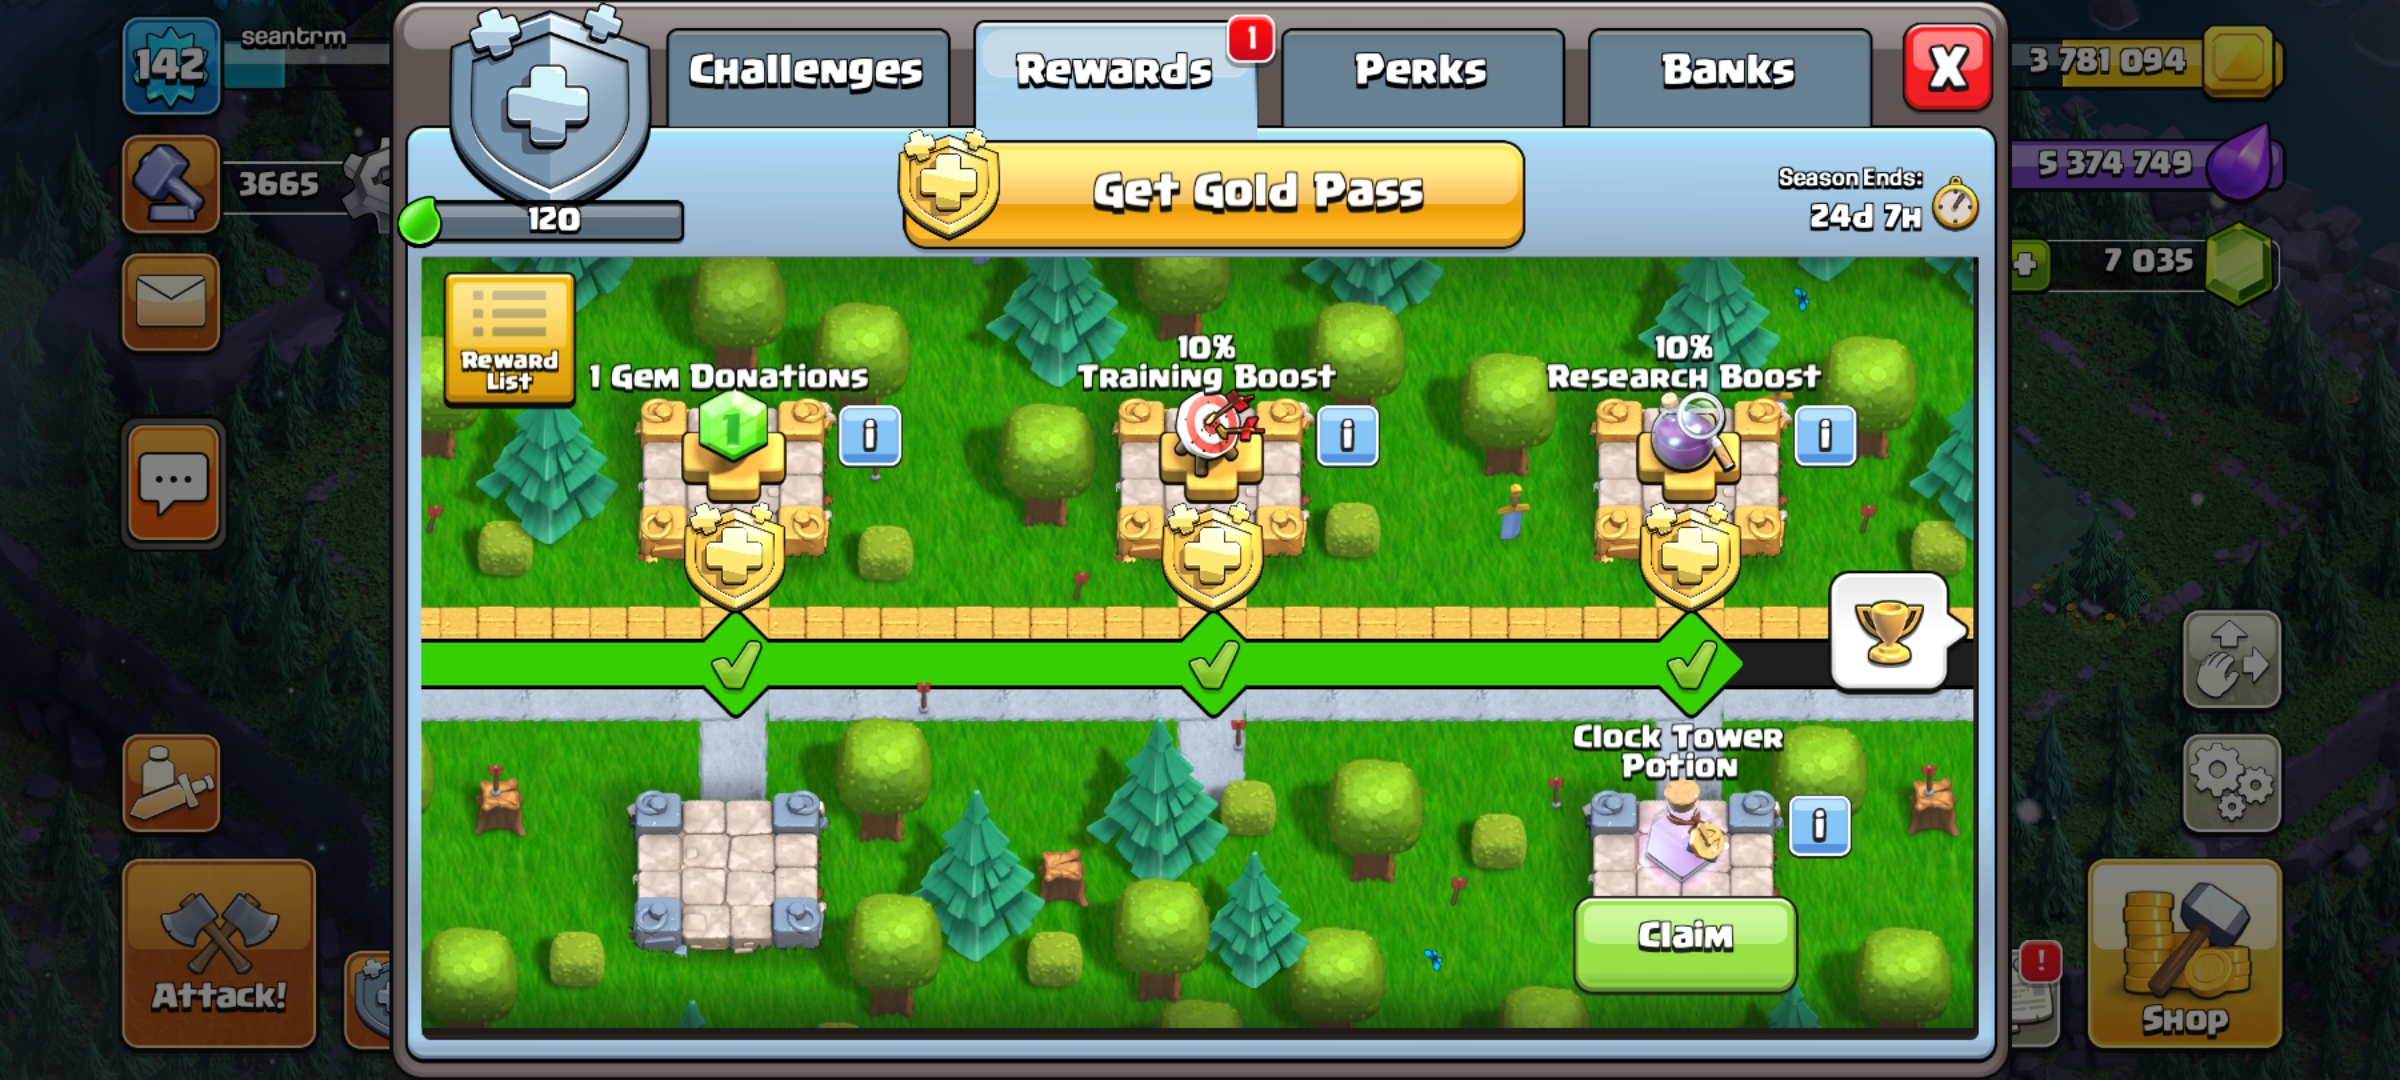 142
seantrm
Challenges
Rewards
1
Perks
Banks
X
3 781 094
3665
120
Get Gold Pass
Season Ends:
24d 7h
5 374 749
7 035
Reward
List
1 Gem Donations
10%
Training Boost
10%
Research Boost
1
i
i
i
Clock Tower
Potion
i
Claim
Attack!
!
Shop